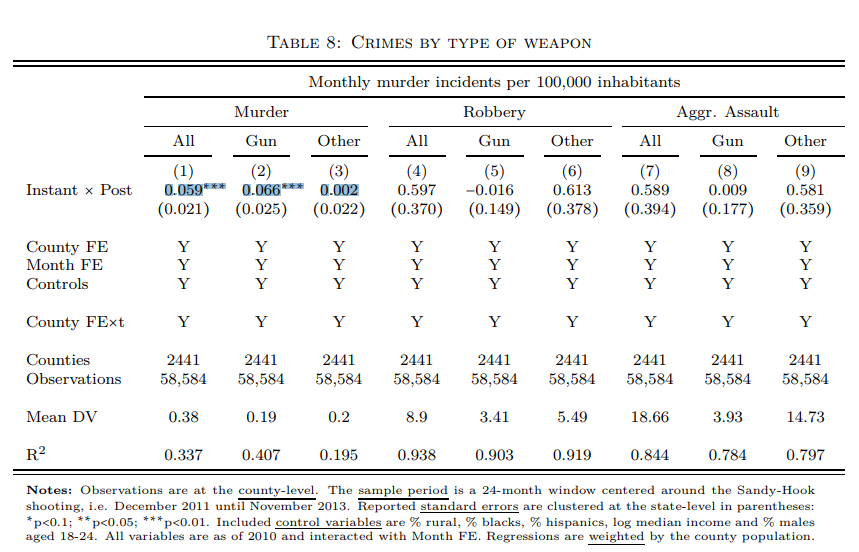 TABLE 8: CRIMES BY TYPE OF WEAPON
Monthly murder incidents per 100,000 inhabitants
Murder Robbery Aggr. Assault
All Gun Other All Gun Other All Gun Other
(1) (2) (3) (4) (5) (6) (7) (8) (9)
Instant × Post 0.059*** 0.066*** 0.002 0.597 −0.016 0.613 0.589 0.009 0.581
(0.021) (0.025) (0.022) (0.370) (0.149) (0.378) (0.394) (0.177) (0.359)
County FE Y Y Y Y Y Y Y Y Y
Month FE Y Y Y Y Y Y Y Y Y
Controls Y Y Y Y Y Y Y Y Y
County FE×t Y Y Y Y Y Y Y Y Y
Counties 2441 2441 2441 2441 2441 2441 2441 2441 2441
Observations 58,584 58,584 58,584 58,584 58,584 58,584 58,584 58,584 58,584
Mean DV 0.38 0.19 0.2 8.9 3.41 5.49 18.66 3.93 14.73
R² 0.337 0.407 0.195 0.938 0.903 0.919 0.844 0.784 0.797
Notes: Observations are at the county-level. The sample period is a 24-month window centered around the Sandy-Hook
shooting, i.e. December 2011 until November 2013. Reported standard errors are clustered at the state-level in parentheses:
*p<0.1; **p<0.05; ***p<0.01. Included control variables are % rural, % blacks, % hispanics, log median income and % males
aged 18-24. All variables are as of 2010 and interacted with Month FE. Regressions are weighted by the county population.